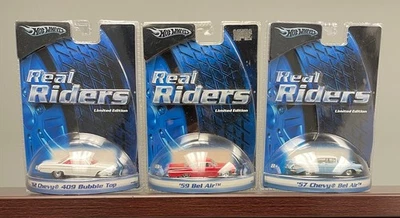 HOT WHEELS
Real
Riders
Limited Edition
Chevy® 409 Bubble Top
HOT WHEELS
Real
Riders
Limited Edition
'59 Bel Air™
HOT WHEELS
Real
Riders
Limited Edition
'57 Chevy® Bel Air™